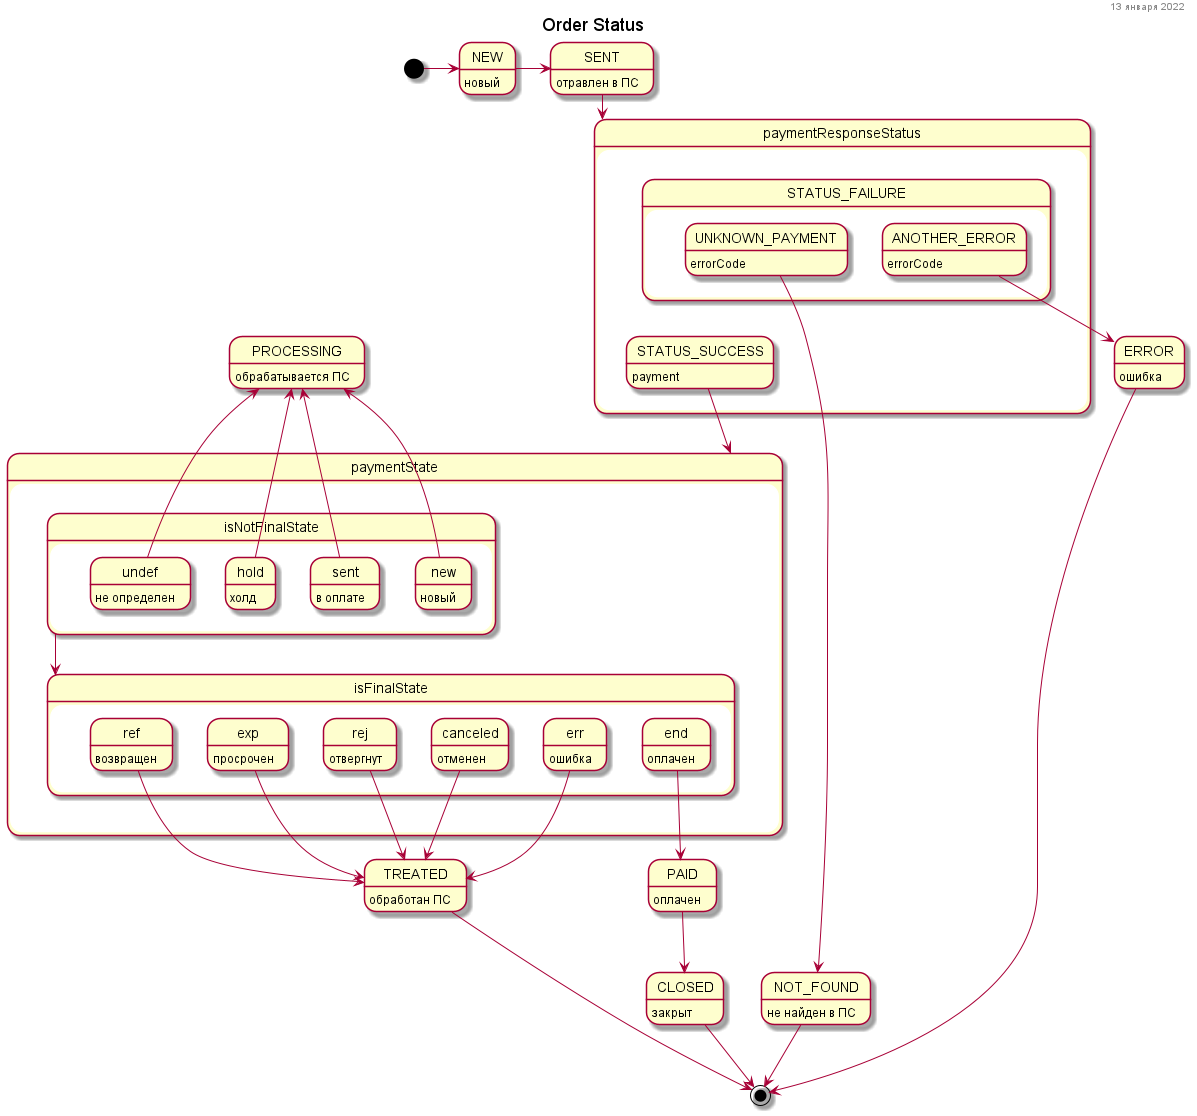 13 января 2022
Order Status
NEW
новый
SENT
отравлен в ПС
paymentResponseStatus
STATUS_FAILURE
UNKNOWN_PAYMENT
errorCode
ANOTHER_ERROR
errorCode
PROCESSING
обрабатывается ПС
STATUS_SUCCESS
payment
ERROR
ошибка
paymentState
isNotFinalState
undef
не определен
hold
холд
sent
в оплате
new
новый
isFinalState
ref
возвращен
exp
просрочен
rej
отвергнут
canceled
отменен
err
ошибка
end
оплачен
TREATED
обработан ПС
PAID
оплачен
CLOSED
закрыт
NOT_FOUND
не найден в ПС